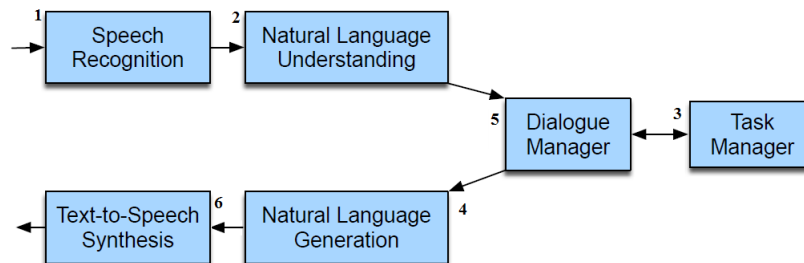 1
Speech
Recognition
2
Natural Language
Understanding
5
Dialogue
Manager
3
Task
Manager
6
Text-to-Speech
Synthesis
Natural Language
Generation
4